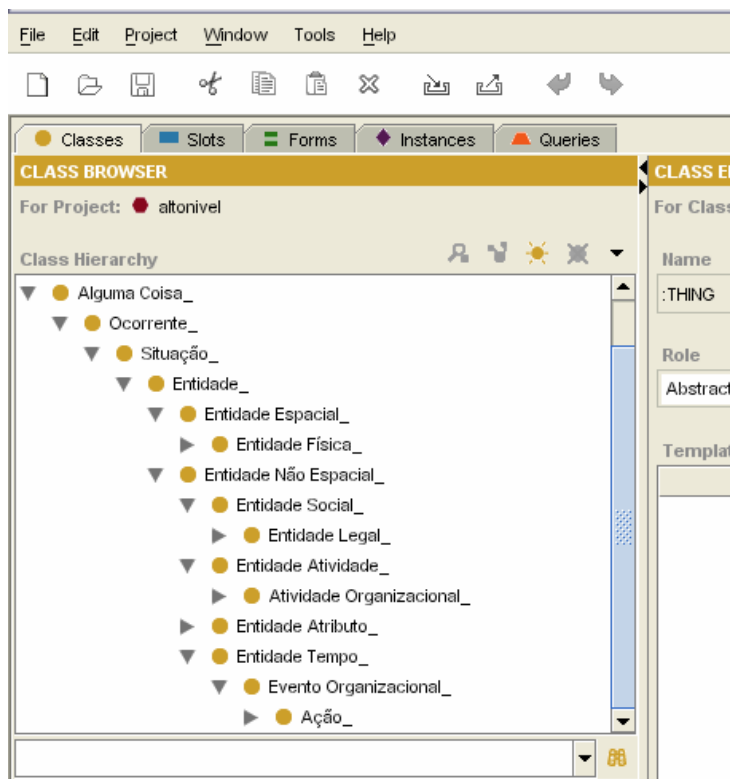 File Edit Project Window Tools Help
Classes Slots Forms Instances Queries
CLASS BROWSER
For Project: altonivel
Class Hierarchy
Alguma Coisa_
Ocorrente_
Situação_
Entidade_
Entidade Espacial_
Entidade Física_
Entidade Não Espacial_
Entidade Social_
Entidade Legal_
Entidade Atividade_
Atividade Organizacional_
Entidade Atributo_
Entidade Tempo_
Evento Organizacional_
Ação_
CLASS E
For Class
Name
:THING
Role
Abstract
Templat